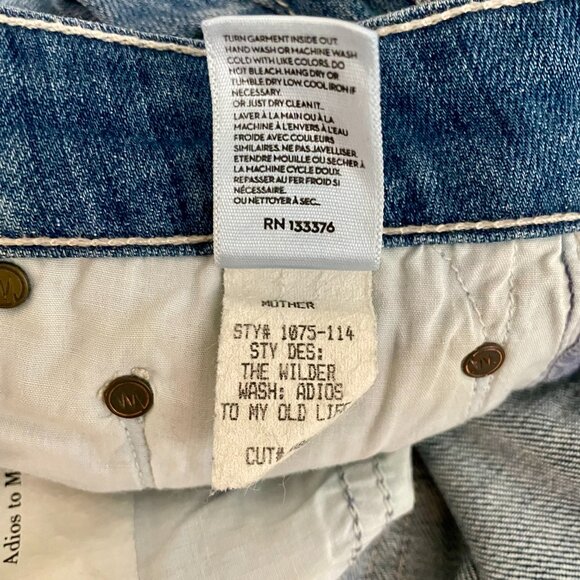 TURN GARMENT INSIDE OUT.
HAND WASH OR MACHINE WASH
COLD WITH LIKE COLORS. DO
NOT BLEACH. HANG DRY OR
TUMBLE DRY LOW. COOL IRON IF
NECESSARY.
OR JUST DRY CLEAN IT...
LAVER À LA MAIN OU À LA
MACHINE À L'ENVERS À L'EAU
FROIDE AVEC COULEURS
SIMILAIRES. NE PAS JAVELLISER.
ETENDRE MOUILLE OU SECHER À
LA MACHINE CYCLE DOUX.
REPASSER AU FER FROID SI
NÉCESSAIRE.
OU NETTOYER À SEC...
RN 133376
MOTHER
STY# 1075-114
STY DES:
THE WILDER
WASH: ADIOS
TO MY OLD LIFE
CUT#
Adios to M